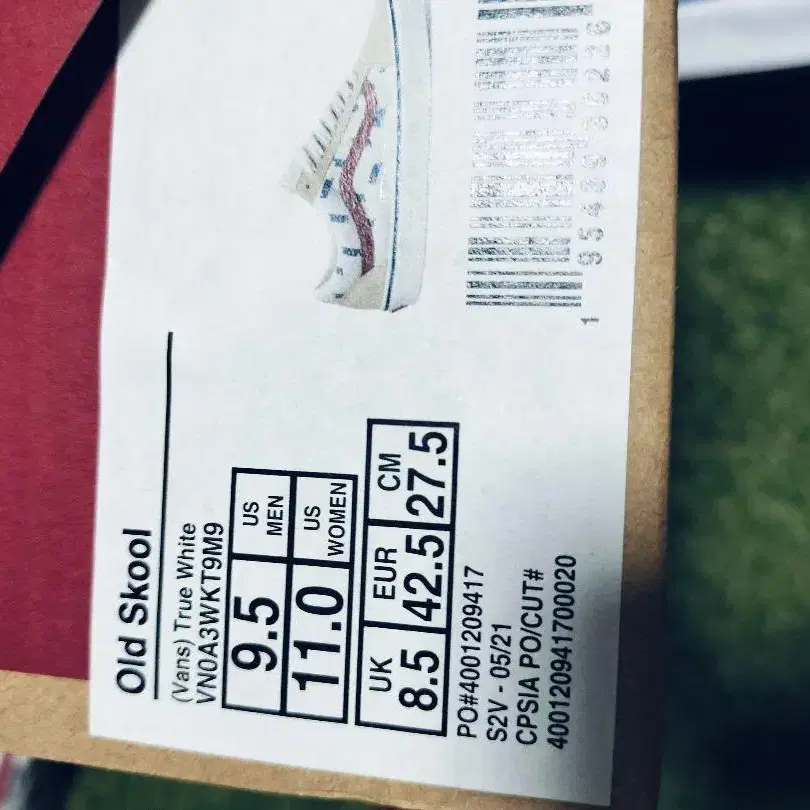 Old Skool
(Vans) True White
VN0A3WKT9M9
9.5 US MEN
11.0 US WOMEN
UK EUR CM
8.5 42.5 27.5
PO#4001209417
S2V - 05/21
CPSIA PO/CUT#
400120941700020